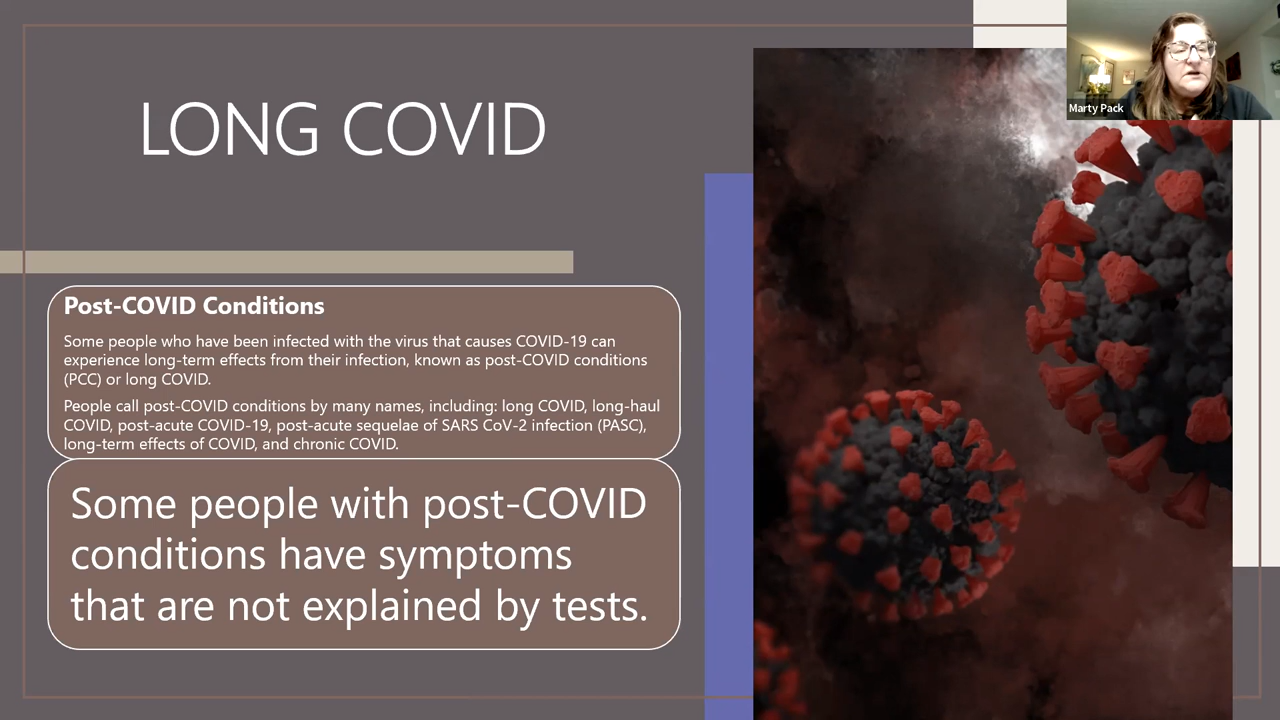 LONG COVID
Marty Pack
Post-COVID Conditions
Some people who have been infected with the virus that causes COVID-19 can
experience long-term effects from their infection, known as post-COVID conditions
(PCC) or long COVID.
People call post-COVID conditions by many names, including: long COVID, long-haul
COVID, post-acute COVID-19, post-acute sequelae of SARS CoV-2 infection (PASC),
long-term effects of COVID, and chronic COVID.
Some people with post-COVID
conditions have symptoms
that are not explained by tests.